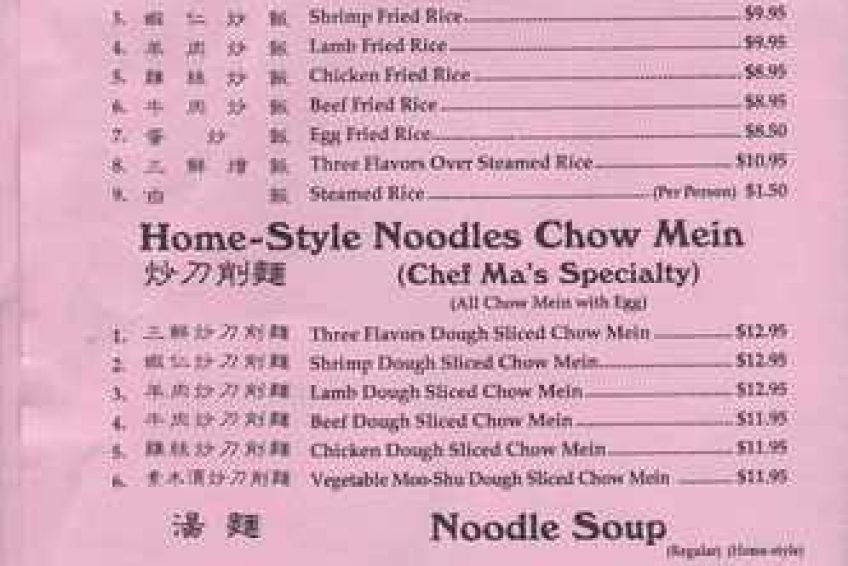 3. 蝦仁炒飯 Shrimp Fried Rice $9.95
4. 羊肉炒飯 Lamb Fried Rice $9.95
5. 雞絲炒飯 Chicken Fried Rice $8.95
6. 牛肉炒飯 Beef Fried Rice $8.95
7. 蛋炒飯 Egg Fried Rice $8.50
8. 三鮮燴飯 Three Flavors Over Steamed Rice $10.95
9. 白飯 Steamed Rice (Per Person) $1.50
Home-Style Noodles Chow Mein
炒刀削麵 (Chef Ma's Specialty)
(All Chow Mein with Egg)
1. 三鮮炒刀削麵 Three Flavors Dough Sliced Chow Mein $12.95
2. 蝦仁炒刀削麵 Shrimp Dough Sliced Chow Mein $12.95
3. 羊肉炒刀削麵 Lamb Dough Sliced Chow Mein $12.95
4. 牛肉炒刀削麵 Beef Dough Sliced Chow Mein $11.95
5. 雞絲炒刀削麵 Chicken Dough Sliced Chow Mein $11.95
6. 素木須炒刀削麵 Vegetable Moo-Shu Dough Sliced Chow Mein $11.95
湯麵 Noodle Soup
(Regular) (Home-style)